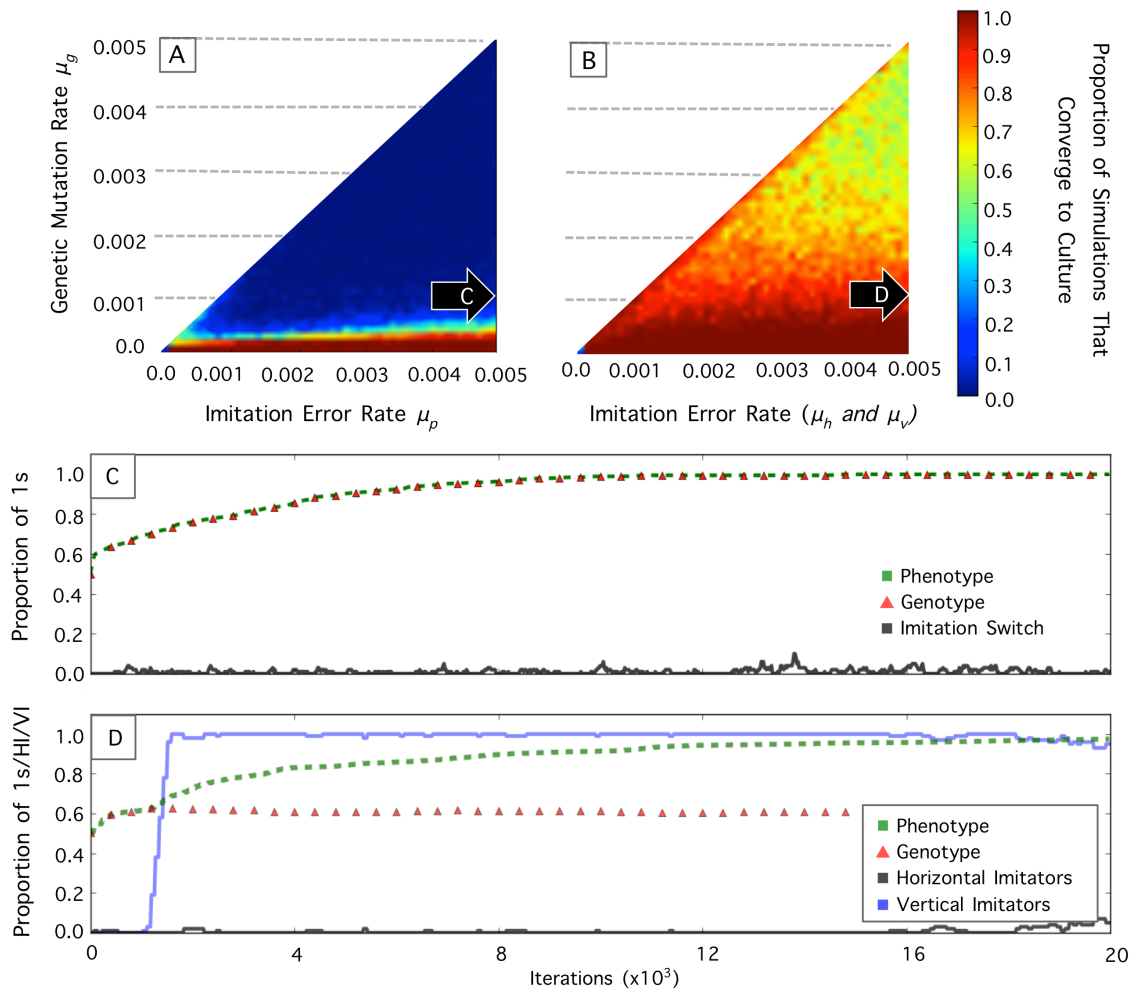 A
B
Genetic Mutation Rate μg
0.005
0.004
0.003
0.002
0.001
0.0
C
D
0.0 0.001 0.002 0.003 0.004 0.005
0.0 0.001 0.002 0.003 0.004 0.005
Imitation Error Rate μp
Imitation Error Rate (μh and μv)
1.0
0.9
0.8
0.7
0.6
0.5
0.4
0.3
0.2
0.1
0.0
Proportion of Simulations That
Converge to Culture
C
Proportion of 1s
1.0
0.8
0.6
0.4
0.2
0.0
Phenotype
Genotype
Imitation Switch
D
Proportion of 1s/HI/VI
1.0
0.8
0.6
0.4
0.2
0.0
Phenotype
Genotype
Horizontal Imitators
Vertical Imitators
0 4 8 12 16 20
Iterations (x10³)